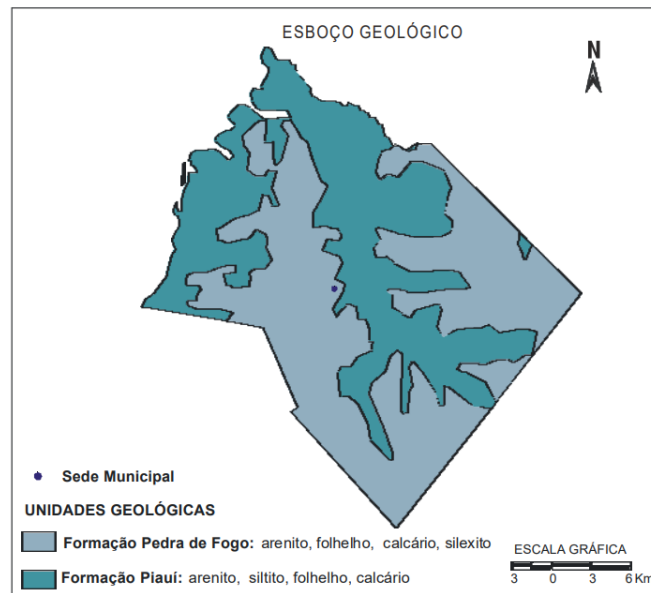 ESBOÇO GEOLÓGICO
N
Sede Municipal
UNIDADES GEOLÓGICAS
Formação Pedra de Fogo: arenito, folhelho, calcário, silexito
Formação Piauí: arenito, siltito, folhelho, calcário
ESCALA GRÁFICA
3 0 3 6 Km